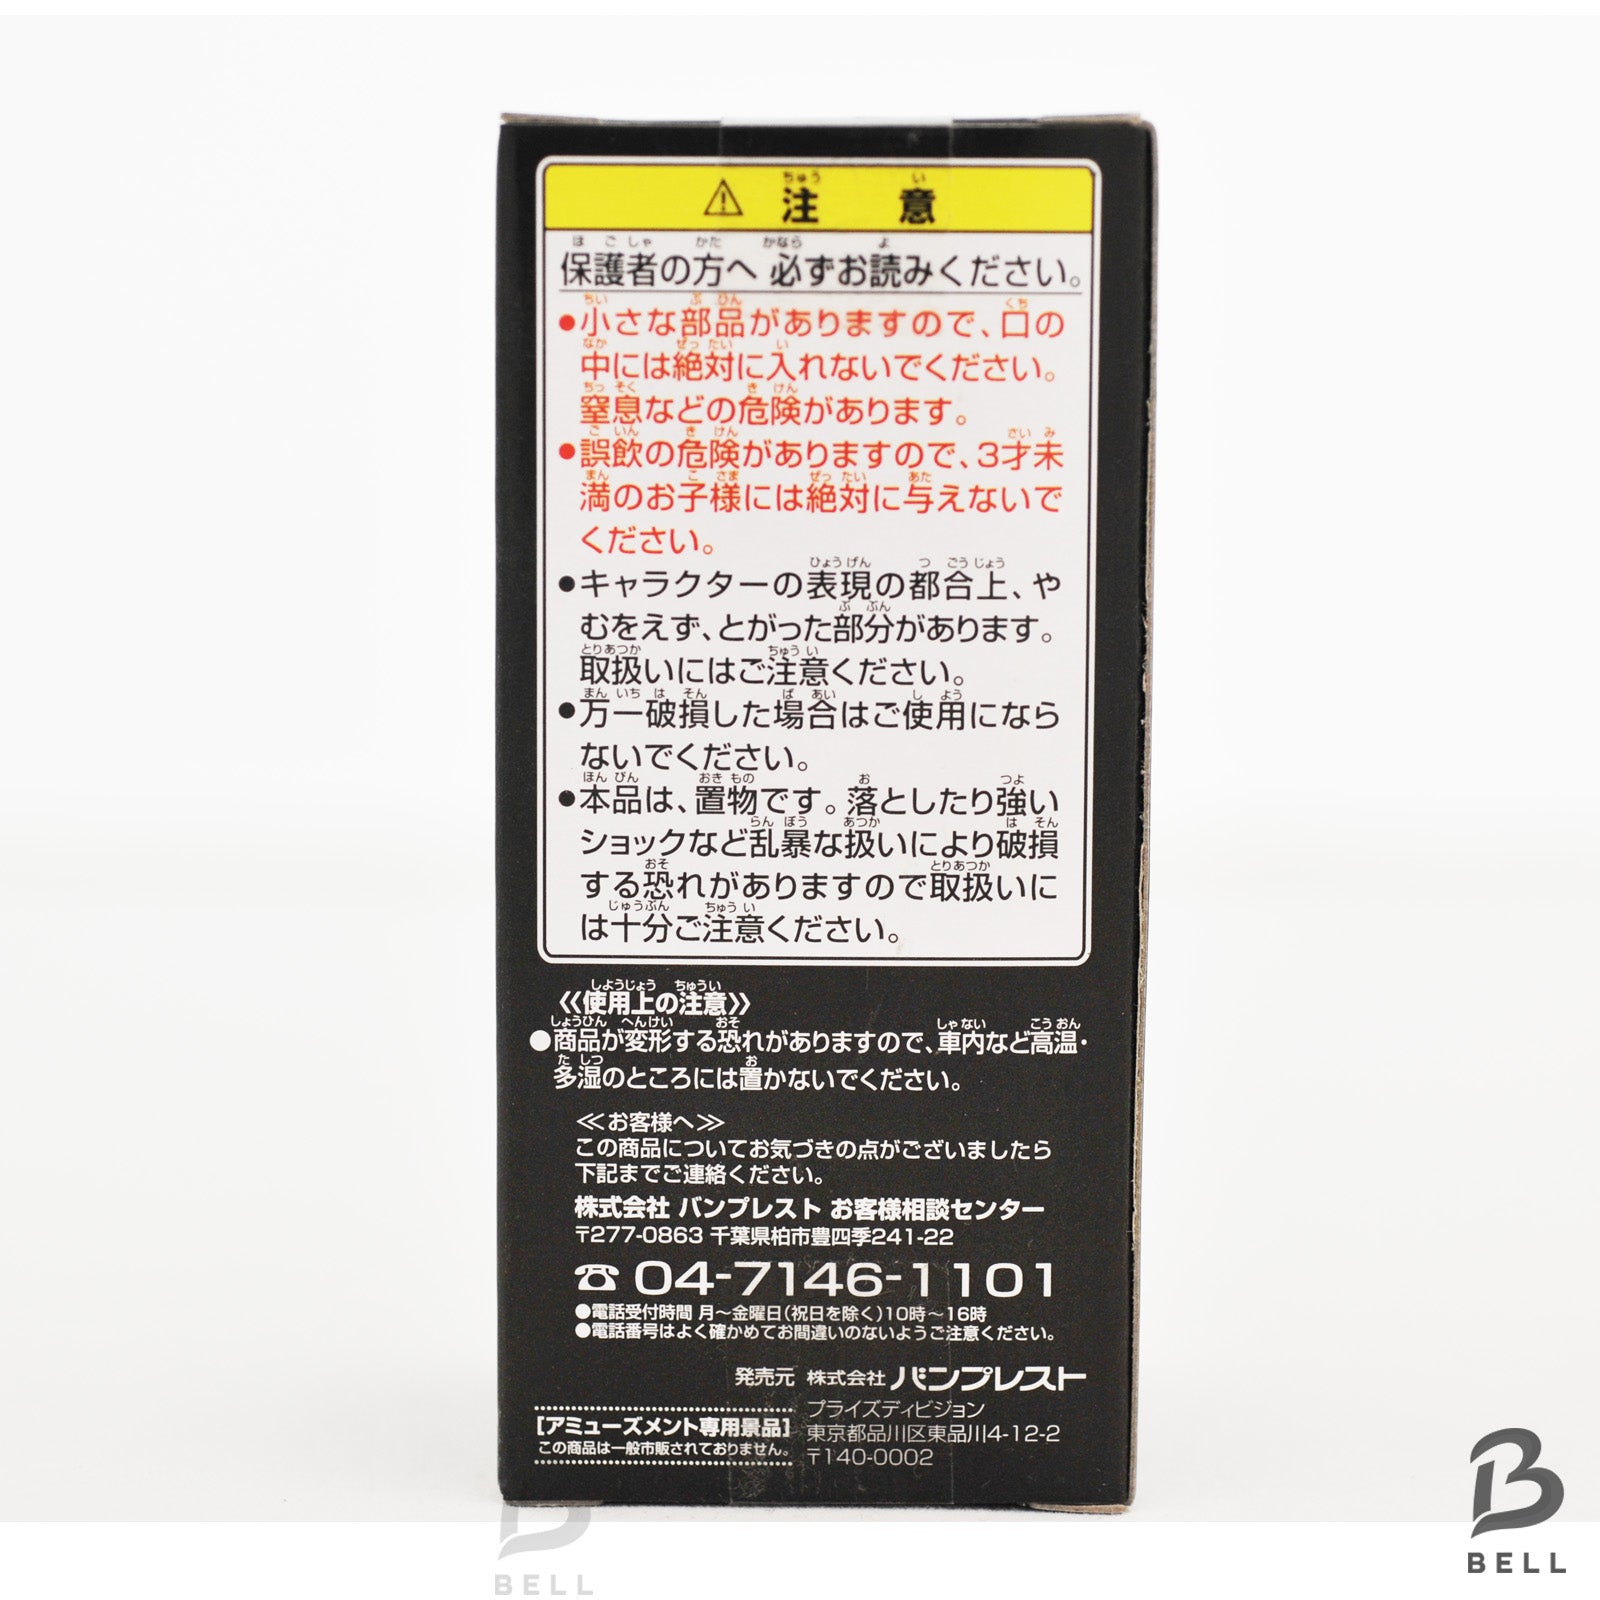 ⚠ 注意
保護者の方へ 必ずお読みください。
●小さな部品がありますので、口の
中には絶対に入れないでください。
窒息などの危険があります。
●誤飲の危険がありますので、3才未
満のお子様には絶対に与えないで
ください。
●キャラクターの表現の都合上、や
むをえず、とがった部分があります。
取扱いにはご注意ください。
●万一破損した場合はご使用になら
ないでください。
●本品は、置物です。落としたり強い
ショックなど乱暴な扱いにより破損
する恐れがありますので取扱いに
は十分ご注意ください。
《使用上の注意》
●商品が変形する恐れがありますので、車内など高温・
多湿のところには置かないでください。
≪お客様へ≫
この商品についてお気づきの点がございましたら
下記までご連絡ください。
株式会社 バンプレスト お客様相談センター
〒277-0863 千葉県柏市豊四季241-22
☎ 04-7146-1101
●電話受付時間 月～金曜日(祝日を除く)10時～16時
●電話番号はよく確かめてお間違いのないようご注意ください。
発売元 株式会社 バンプレスト
プライズディビジョン
東京都品川区東品川4-12-2
〒140-0002
[アミューズメント専用景品]
この商品は一般市販されておりません。
BELL
BELL